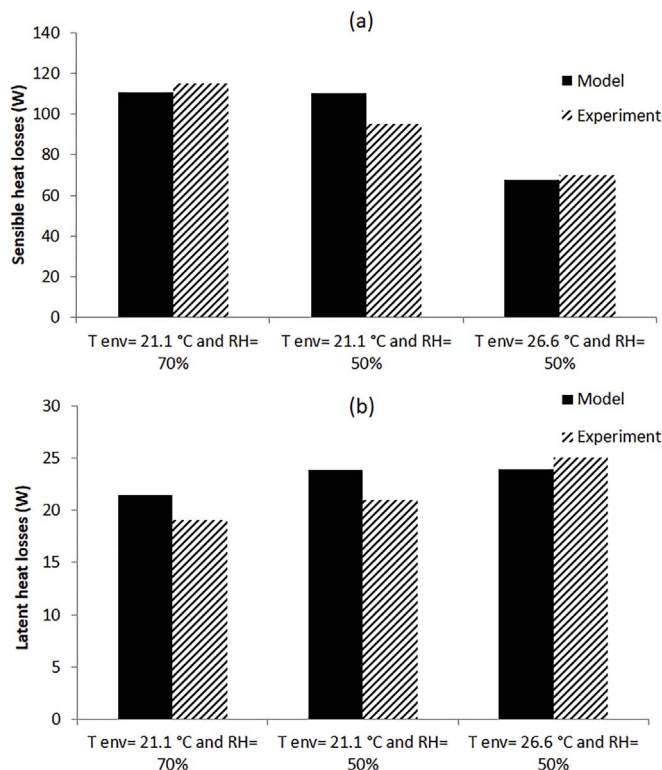 (a)
140
120
100
80
60
40
20
0
Sensible heat losses (W)
Model
Experiment
T env= 21.1 °C and RH= T env= 21.1 °C and RH= T env= 26.6 °C and RH=
70% 50% 50%
(b)
30
25
20
15
10
5
0
Latent heat losses (W)
Model
Experiment
T env= 21.1 °C and RH= T env= 21.1 °C and RH= T env= 26.6 °C and RH=
70% 50% 50%